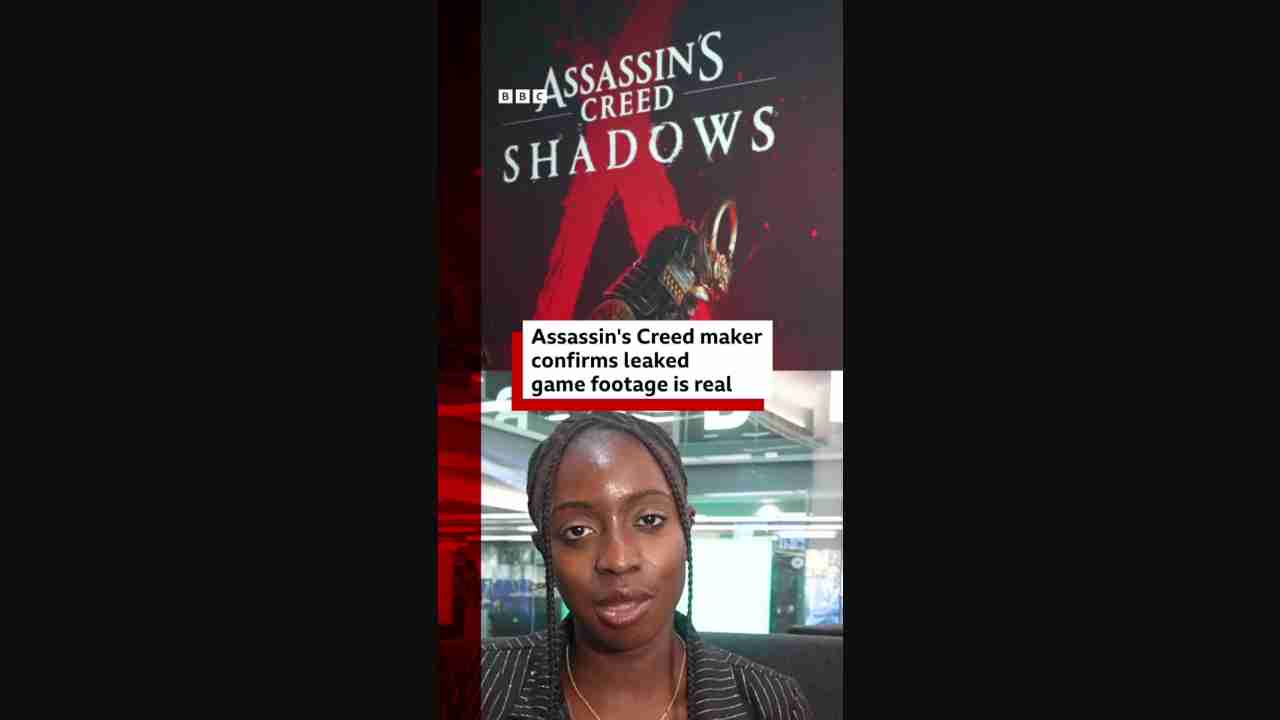 ASSASSIN'S
BBC
CREED
SHADOWS
Assassin's Creed maker
confirms leaked
game footage is real